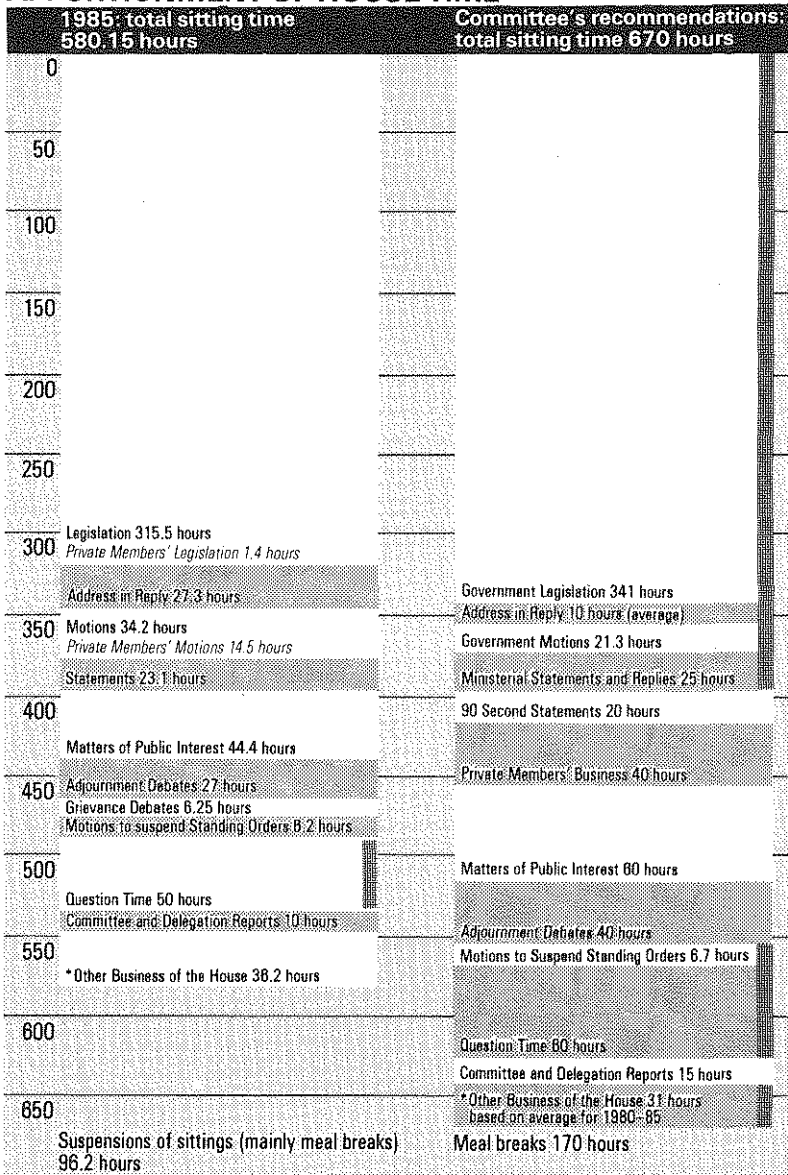 1985: total sitting time
580.15 hours
Committee's recommendations:
total sitting time 670 hours
0
50
100
150
200
250
300
350
400
450
500
550
600
650
Legislation 315.5 hours
Private Members' Legislation 1.4 hours
Address in Reply 27.3 hours
Motions 34.2 hours
Private Members' Motions 14.5 hours
Statements 23.1 hours
Matters of Public Interest 44.4 hours
Adjournment Debates 27 hours
Grievance Debates 6.25 hours
Motions to suspend Standing Orders 6.2 hours
Question Time 50 hours
Committee and Delegation Reports 10 hours
*Other Business of the House 36.2 hours
Suspensions of sittings (mainly meal breaks)
96.2 hours
Government Legislation 341 hours
Address in Reply 10 hours (average)
Government Motions 21.3 hours
Ministerial Statements and Replies 25 hours
90 Second Statements 20 hours
Private Members' Business 40 hours
Matters of Public Interest 60 hours
Adjournment Debates 40 hours
Motions to Suspend Standing Orders 6.7 hours
Question Time 60 hours
Committee and Delegation Reports 15 hours
*Other Business of the House 31 hours
based on average for 1980–85
Meal breaks 170 hours